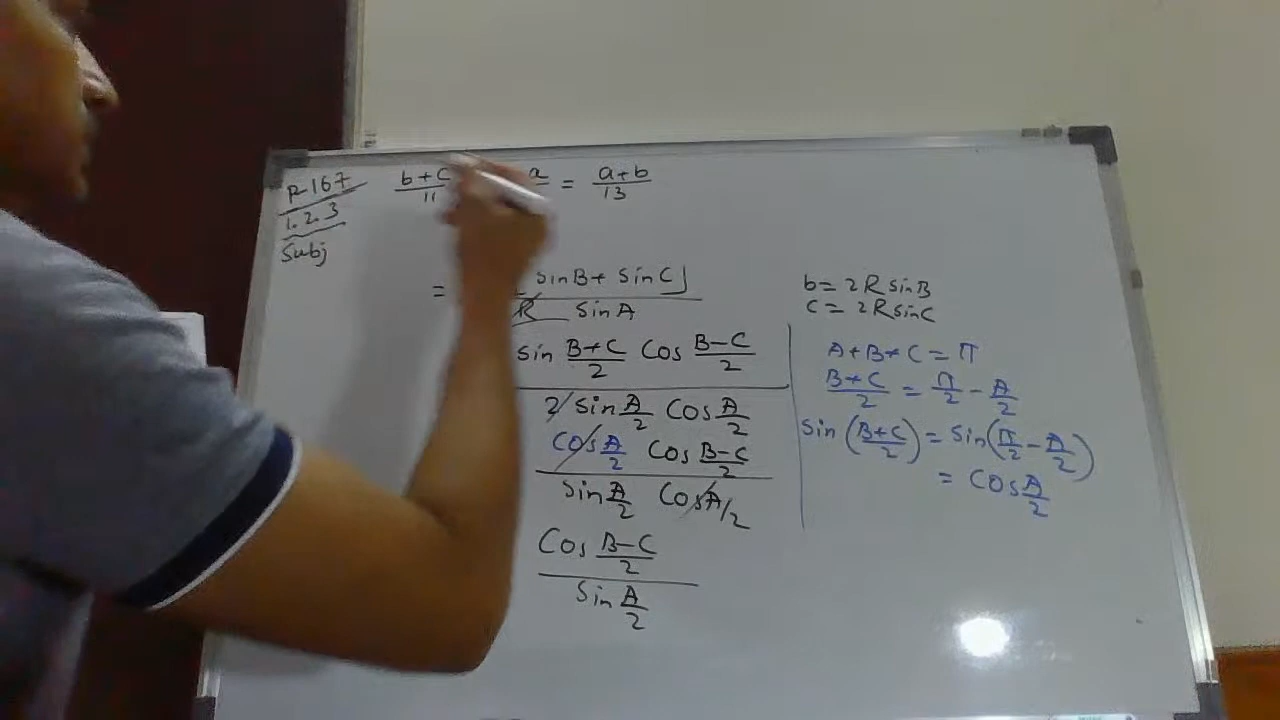 P-167
1.2.3
Subj
b+c/11 a = a+b/13
= sinB + sinC] / R sinA
sin B+C/2 cos B-C/2
2 sin A/2 cos A/2
cos A/2 cos B-C/2
sin A/2 cos A/2
cos B-C/2
sin A/2
b = 2R sinB
c = 2R sinC
A+B+C = π
B+C/2 = π/2 - A/2
sin (B+C/2) = sin(π/2 - A/2)
= cos A/2